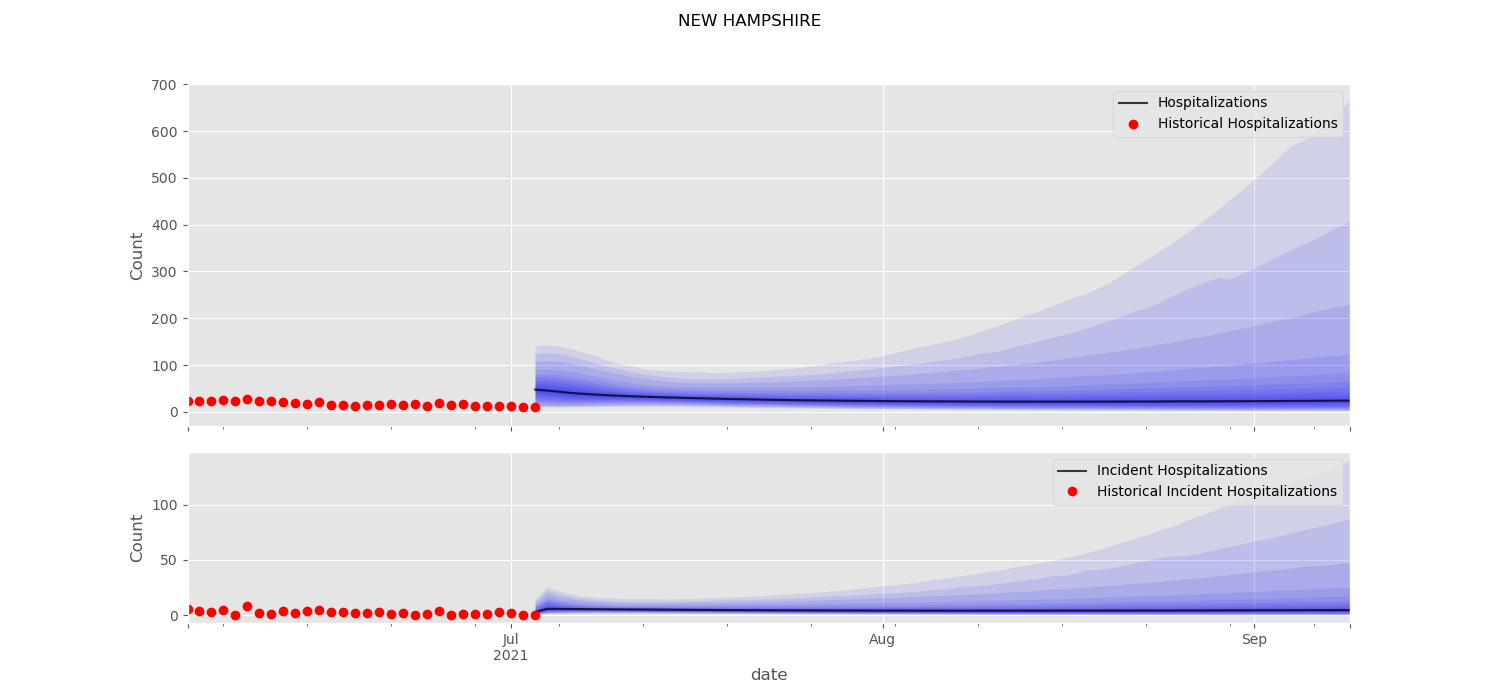 NEW HAMPSHIRE
700
600
500
400
300
200
100
0
Count
Hospitalizations
Historical Hospitalizations
100
50
0
Count
Incident Hospitalizations
Historical Incident Hospitalizations
Jul
2021
Aug
Sep
date